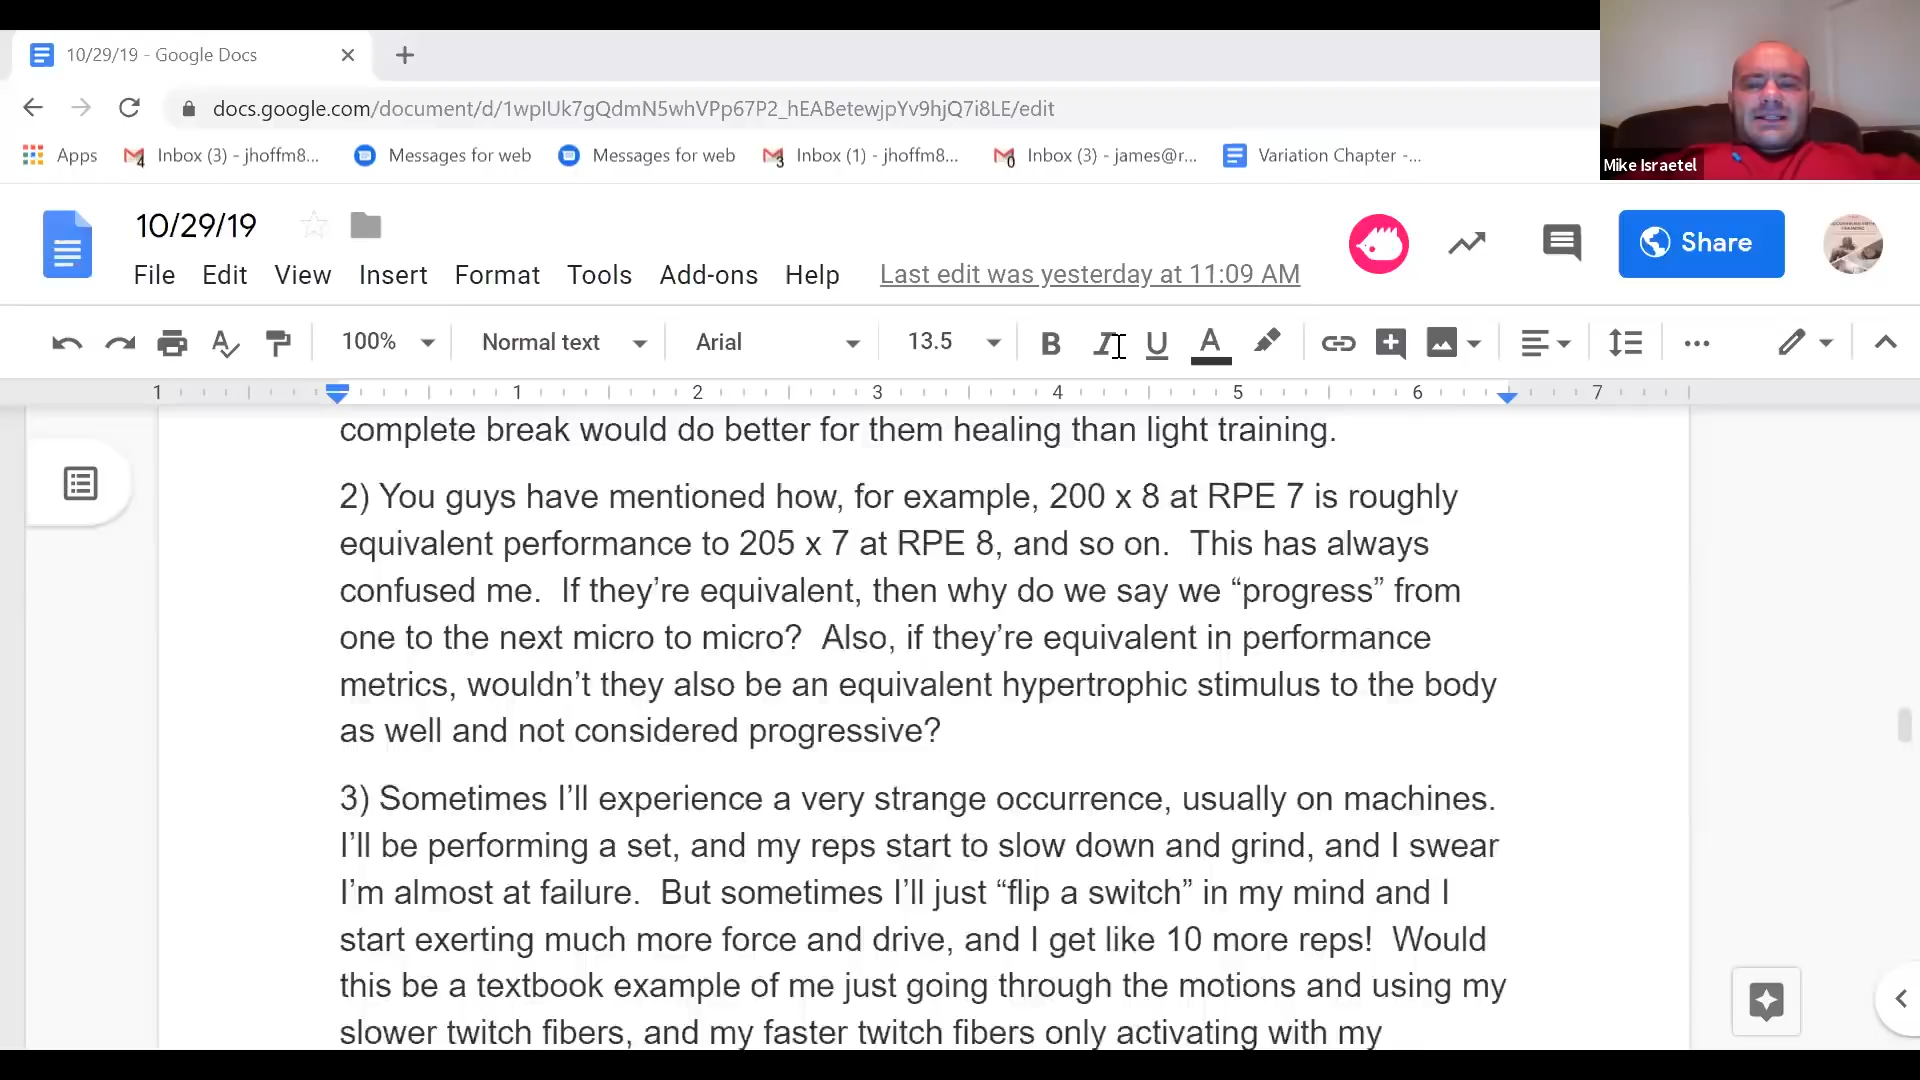 10/29/19 - Google Docs
docs.google.com/document/d/1wpIUk7gQdmN5whVPp67P2_hEABetewjpYv9hjQ7i8LE/edit
Apps
4 Inbox (3) - jhoffm8...
Messages for web
Messages for web
3 Inbox (1) - jhoffm8...
0 Inbox (3) - james@r...
Variation Chapter -...
Mike Israetel
10/29/19
Share
File Edit View Insert Format Tools Add-ons Help Last edit was yesterday at 11:09 AM
100% Normal text Arial 13.5 B I U A
1 1 2 3 4 5 6 7
complete break would do better for them healing than light training.
2) You guys have mentioned how, for example, 200 x 8 at RPE 7 is roughly
equivalent performance to 205 x 7 at RPE 8, and so on.  This has always
confused me.  If they’re equivalent, then why do we say we “progress” from
one to the next micro to micro?  Also, if they’re equivalent in performance
metrics, wouldn’t they also be an equivalent hypertrophic stimulus to the body
as well and not considered progressive?
3) Sometimes I’ll experience a very strange occurrence, usually on machines.
I’ll be performing a set, and my reps start to slow down and grind, and I swear
I’m almost at failure.  But sometimes I’ll just “flip a switch” in my mind and I
start exerting much more force and drive, and I get like 10 more reps!  Would
this be a textbook example of me just going through the motions and using my
slower twitch fibers, and my faster twitch fibers only activating with my